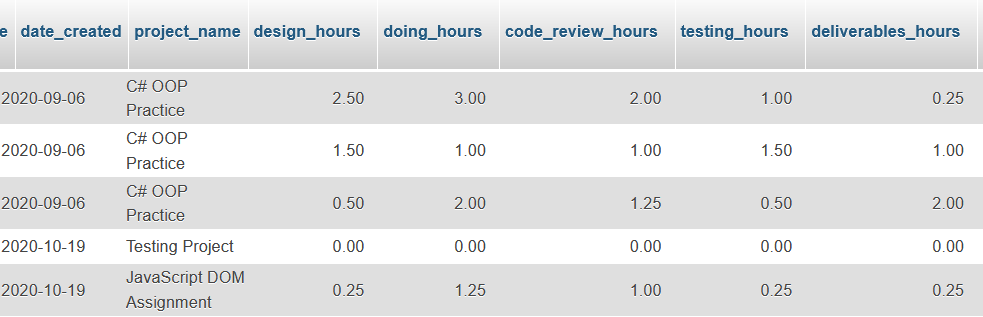 e date_created project_name design_hours doing_hours code_review_hours testing_hours deliverables_hours
2020-09-06 C# OOP Practice 2.50 3.00 2.00 1.00 0.25
2020-09-06 C# OOP Practice 1.50 1.00 1.00 1.50 1.00
2020-09-06 C# OOP Practice 0.50 2.00 1.25 0.50 2.00
2020-10-19 Testing Project 0.00 0.00 0.00 0.00 0.00
2020-10-19 JavaScript DOM Assignment 0.25 1.25 1.00 0.25 0.25